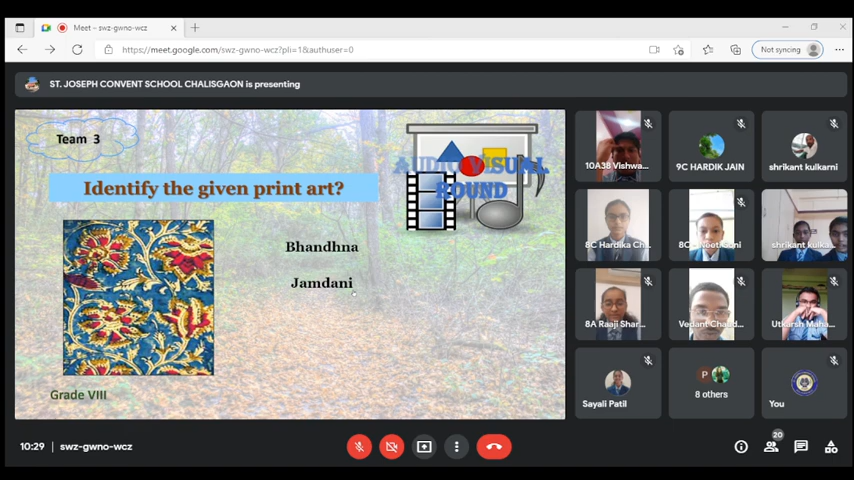 Meet – swz-gwno-wcz
https://meet.google.com/swz-gwno-wcz?pli=1&authuser=0
Not syncing
ST. JOSEPH CONVENT SCHOOL CHALISGAON is presenting
Team 3
AUDIO VISUAL
ROUND
Identify the given print art?
Bhandhna
Jamdani
Grade VIII
10A38 Vishwa...
9C HARDIK JAIN
shrikant kulkarni
8C Hardika Ch...
shrikant kulka...
8A Raaji Shar...
Vedant Chaud...
Utkarsh Maha...
Sayali Patil
P
8 others
You
10:29 | swz-gwno-wcz
20